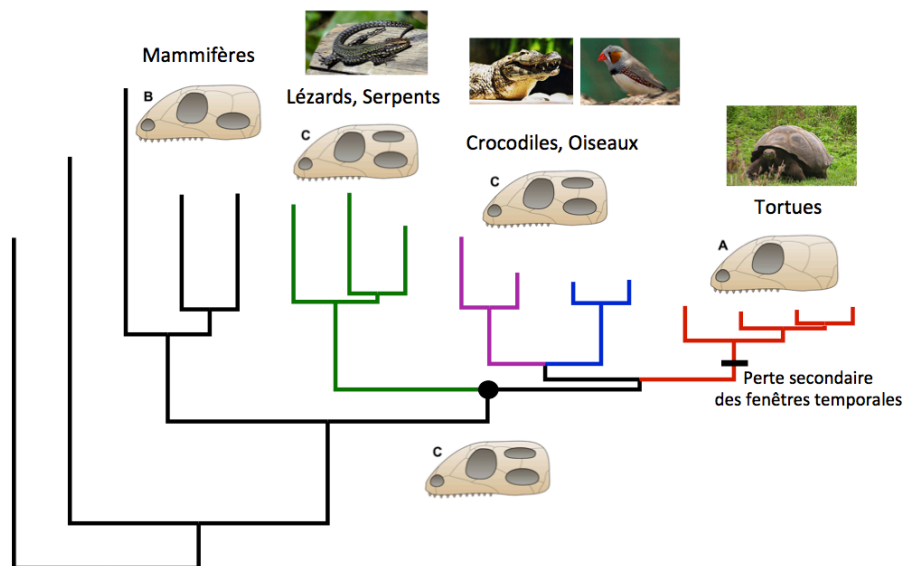 Mammifères
B
Lézards, Serpents
C
Crocodiles, Oiseaux
C
Tortues
A
Perte secondaire
des fenêtres temporales
C